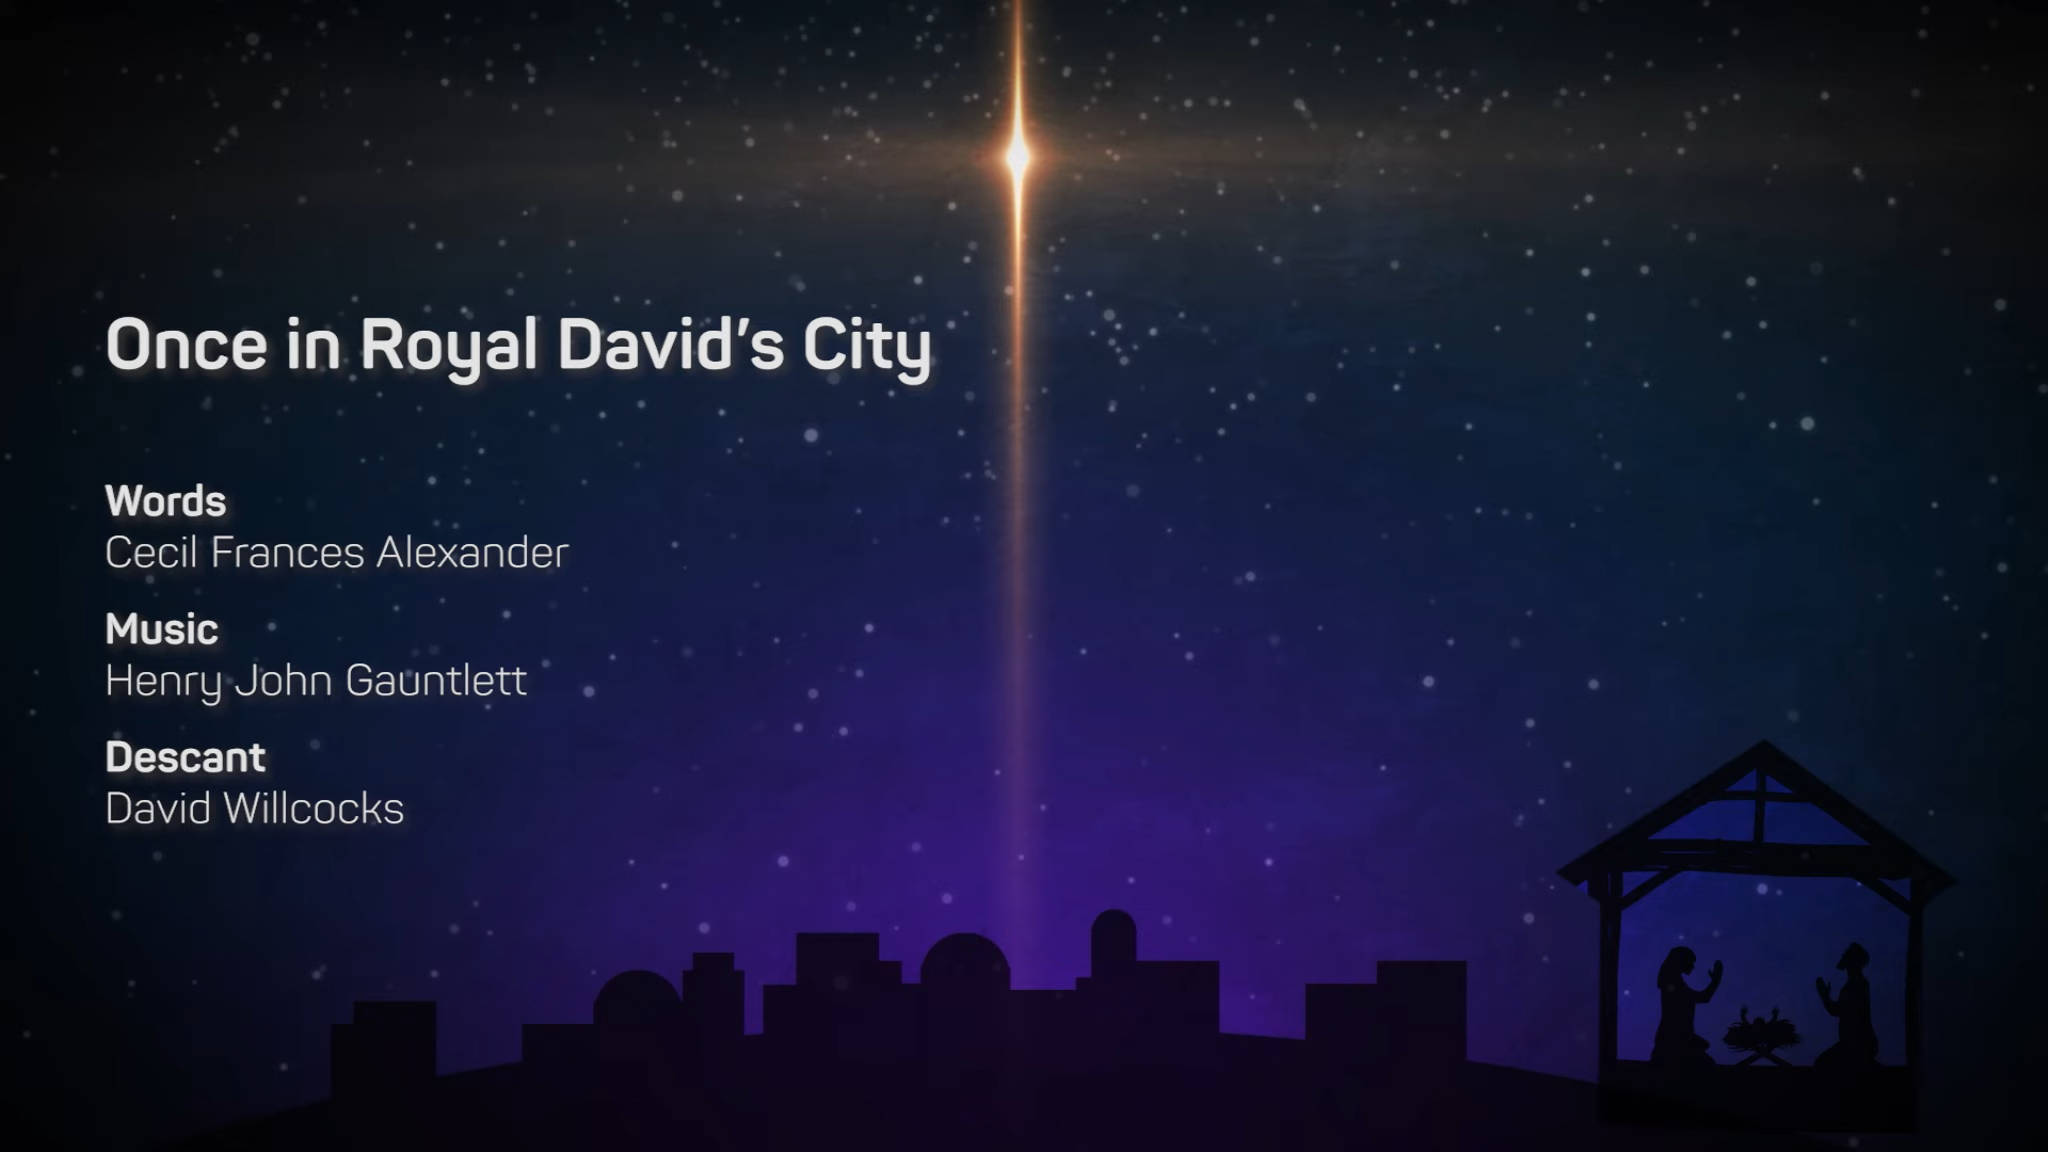 Once in Royal David’s City
Words
Cecil Frances Alexander
Music
Henry John Gauntlett
Descant
David Willcocks